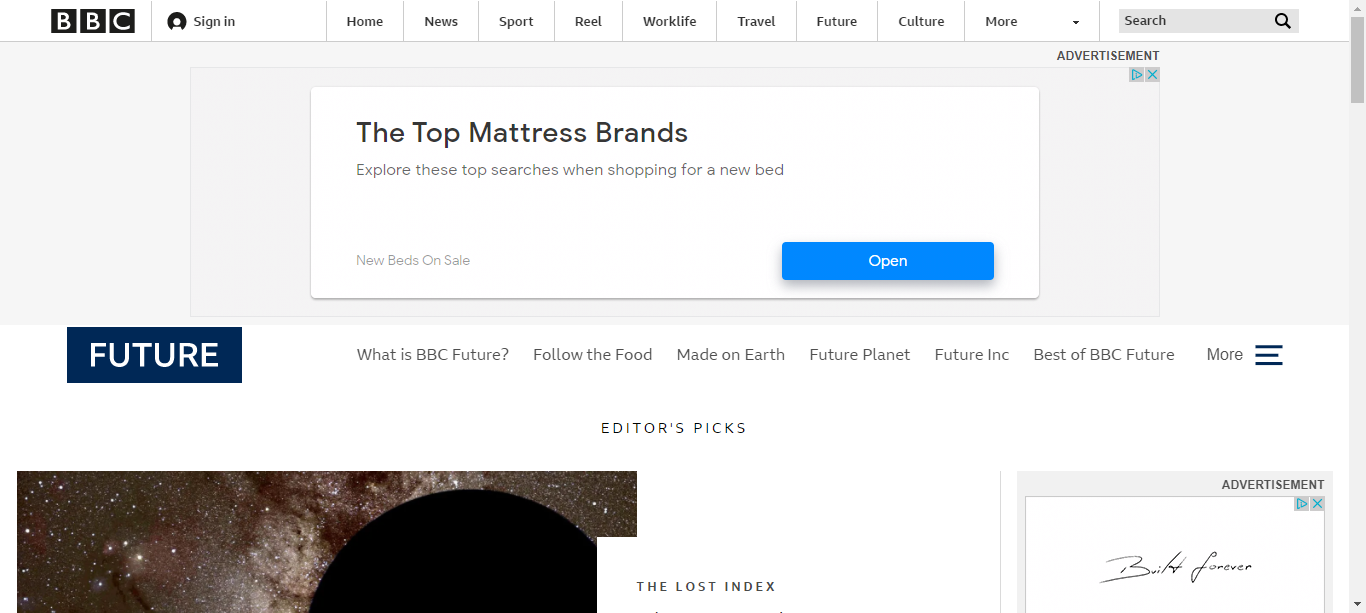 BBC Sign in Home News Sport Reel Worklife Travel Future Culture More Search
ADVERTISEMENT
The Top Mattress Brands
Explore these top searches when shopping for a new bed
New Beds On Sale Open
FUTURE What is BBC Future? Follow the Food Made on Earth Future Planet Future Inc Best of BBC Future More
EDITOR'S PICKS
ADVERTISEMENT
Built forever
THE LOST INDEX